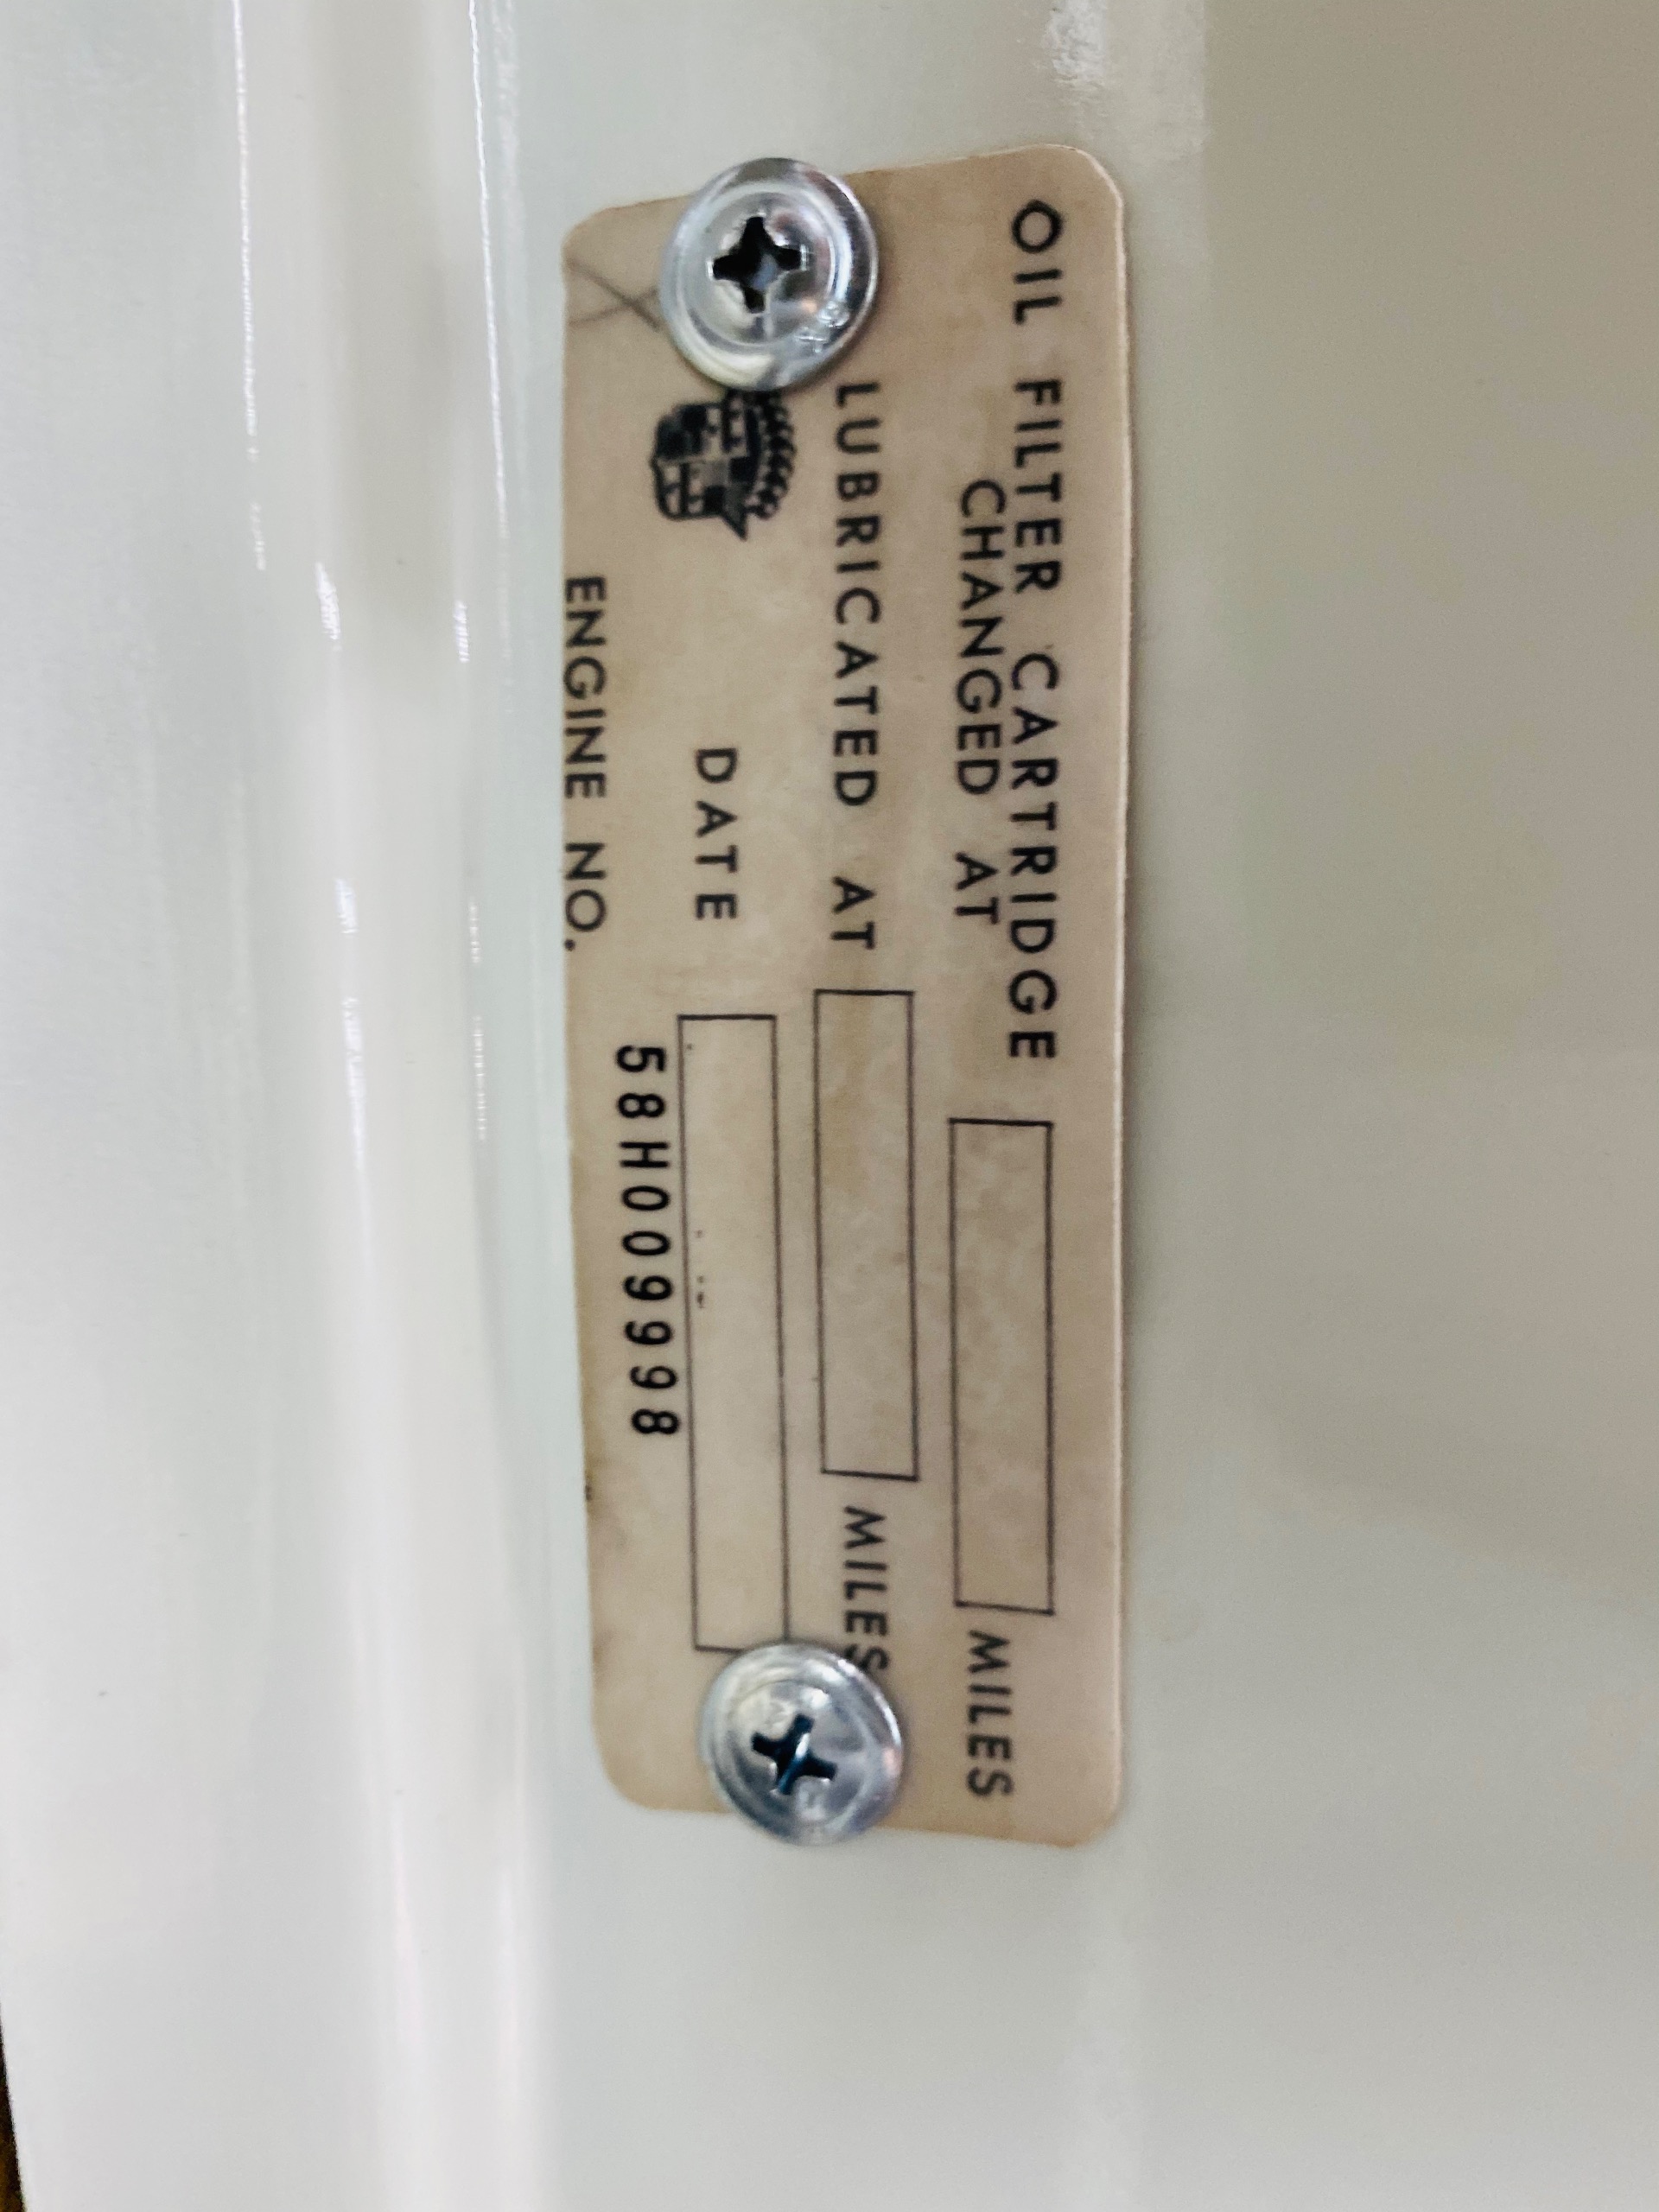 OIL FILTER CARTRIDGE
CHANGED AT MILES
LUBRICATED AT MILES
DATE
ENGINE NO. 58H009998